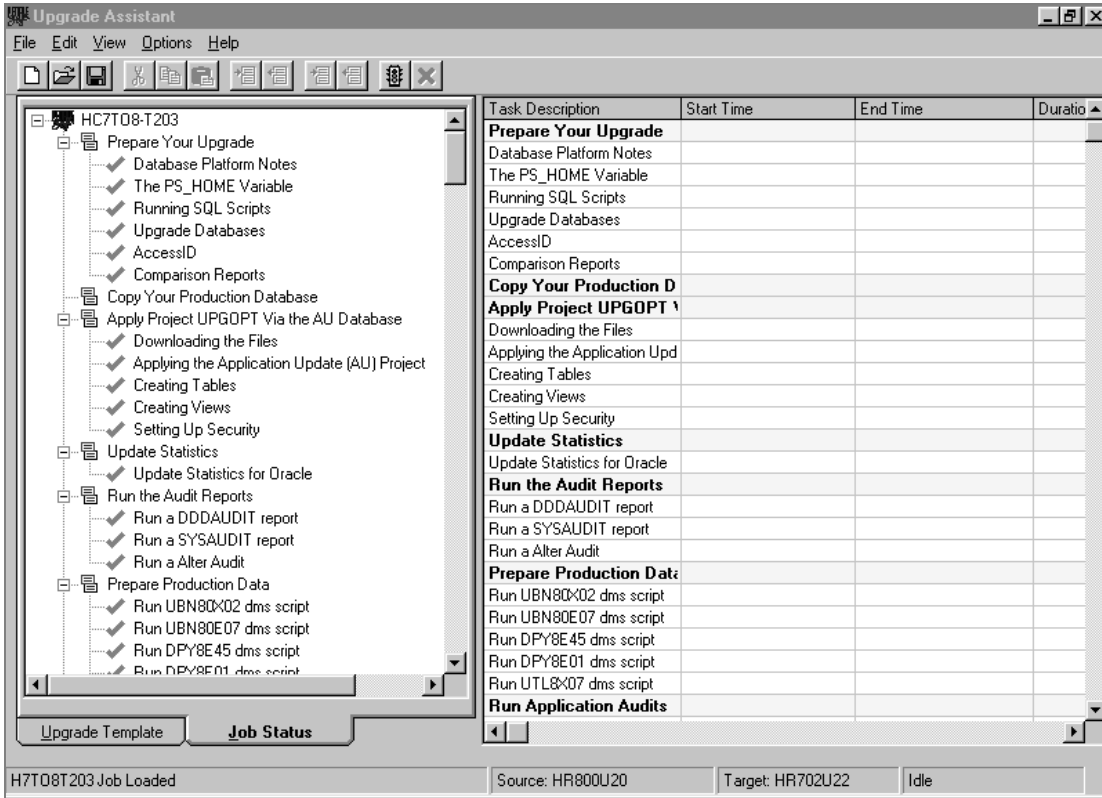 Upgrade Assistant
File Edit View Options Help
HC7TO8-T203
Prepare Your Upgrade
Database Platform Notes
The PS_HOME Variable
Running SQL Scripts
Upgrade Databases
AccessID
Comparison Reports
Copy Your Production Database
Apply Project UPGOPT Via the AU Database
Downloading the Files
Applying the Application Update (AU) Project
Creating Tables
Creating Views
Setting Up Security
Update Statistics
Update Statistics for Oracle
Run the Audit Reports
Run a DDDAUDIT report
Run a SYSAUDIT report
Run a Alter Audit
Prepare Production Data
Run UBN80X02 dms script
Run UBN80E07 dms script
Run DPY8E45 dms script
Run DPY8E01 dms script
Upgrade Template Job Status
Task Description Start Time End Time Duratio
Prepare Your Upgrade
Database Platform Notes
The PS_HOME Variable
Running SQL Scripts
Upgrade Databases
AccessID
Comparison Reports
Copy Your Production D
Apply Project UPGOPT V
Downloading the Files
Applying the Application Upd
Creating Tables
Creating Views
Setting Up Security
Update Statistics
Update Statistics for Oracle
Run the Audit Reports
Run a DDDAUDIT report
Run a SYSAUDIT report
Run a Alter Audit
Prepare Production Data
Run UBN80X02 dms script
Run UBN80E07 dms script
Run DPY8E45 dms script
Run DPY8E01 dms script
Run UTL8X07 dms script
Run Application Audits
H7TO8T203 Job Loaded Source: HR800U20 Target: HR702U22 Idle